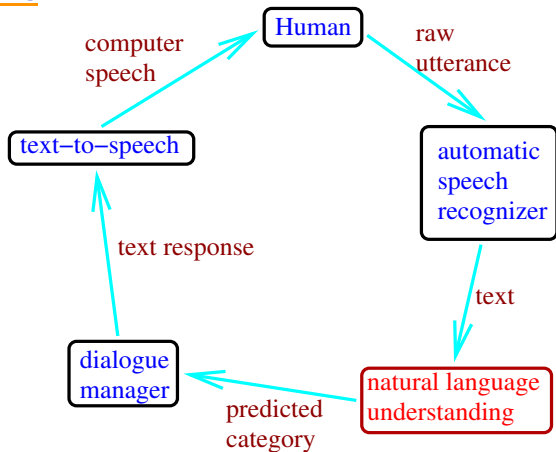 Human
raw
utterance
computer
speech
text−to−speech
automatic
speech
recognizer
text response
text
dialogue
manager
natural language
understanding
predicted
category